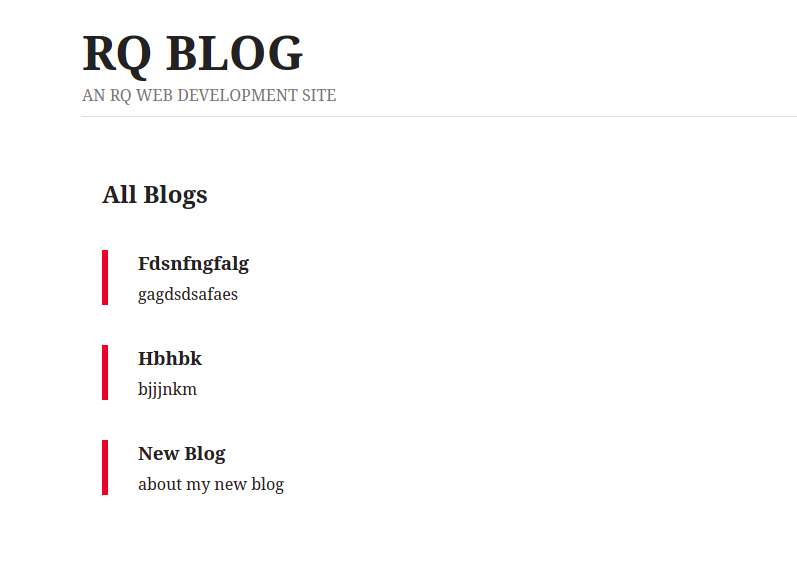 RQ BLOG
AN RQ WEB DEVELOPMENT SITE
All Blogs
Fdsnfngfalg
gagdsdsafaes
Hbhbk
bjjjnkm
New Blog
about my new blog